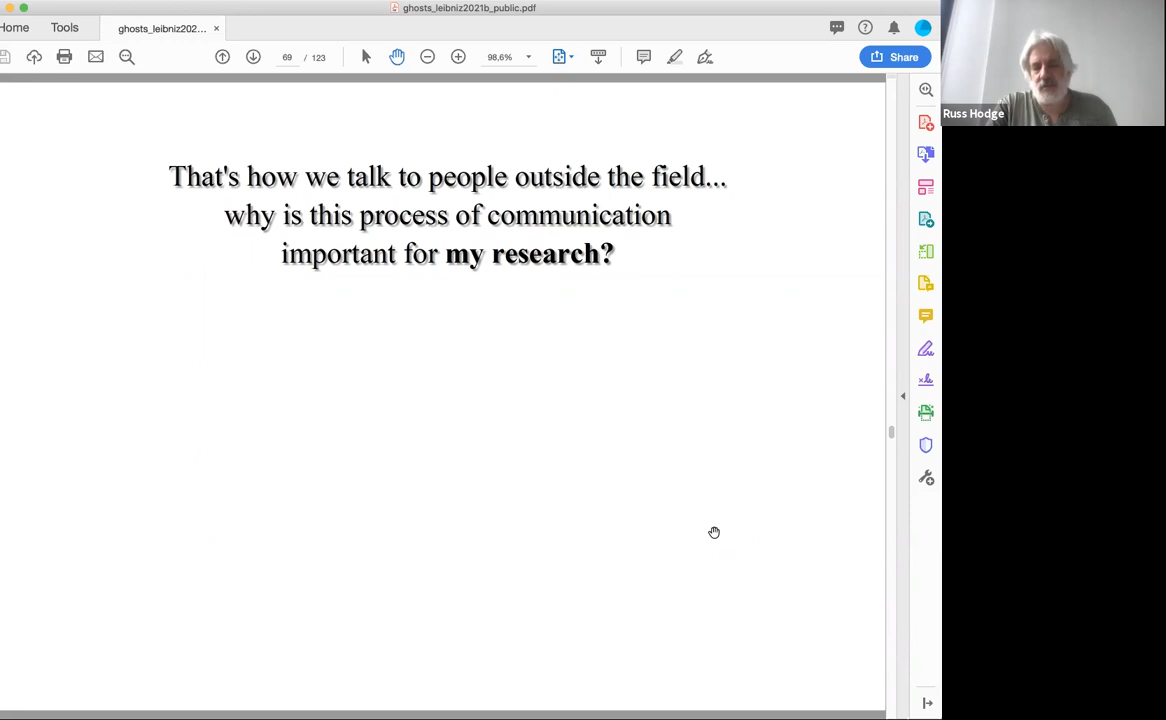 ghosts_leibniz2021b_public.pdf
Home
Tools
ghosts_leibniz202... ×
69 / 123
98,6%
Share
Russ Hodge
That's how we talk to people outside the field...
why is this process of communication
important for my research?